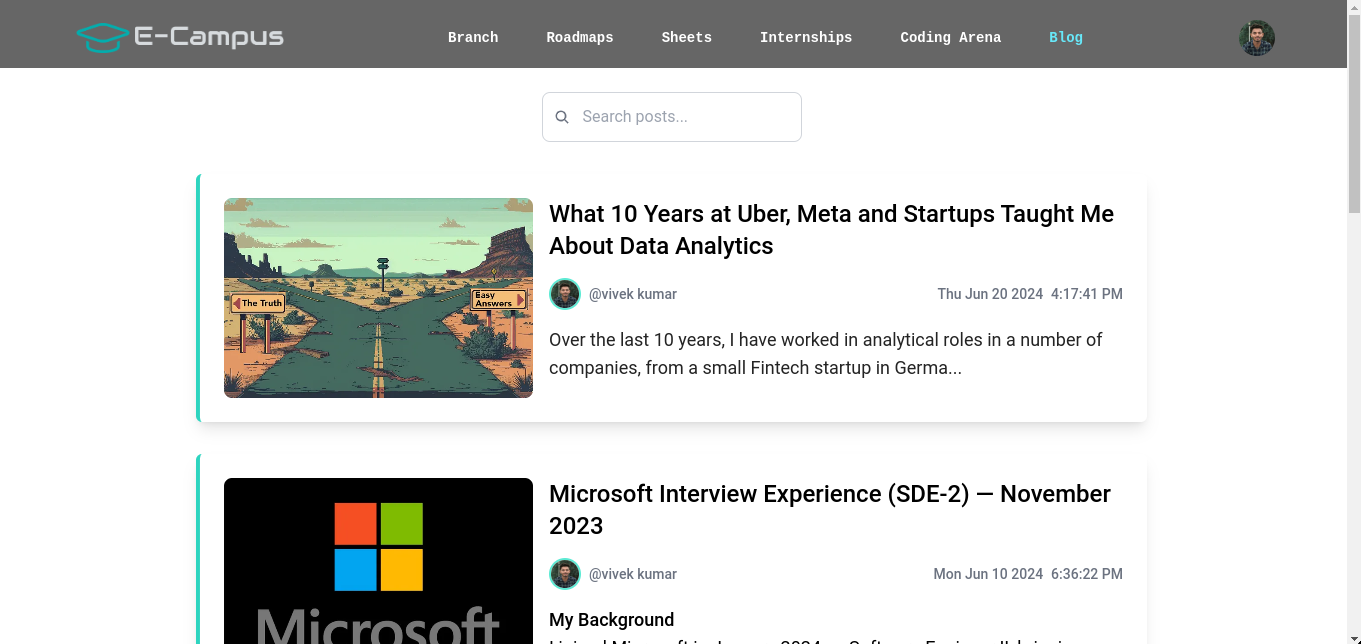 E-Campus
Branch
Roadmaps
Sheets
Internships
Coding Arena
Blog
Search posts...
The Truth
Easy
Answers
What 10 Years at Uber, Meta and Startups Taught Me
About Data Analytics
@vivek kumar
Thu Jun 20 2024 4:17:41 PM
Over the last 10 years, I have worked in analytical roles in a number of
companies, from a small Fintech startup in Germa...
Microsoft
Microsoft Interview Experience (SDE-2) — November
2023
@vivek kumar
Mon Jun 10 2024 6:36:22 PM
My Background